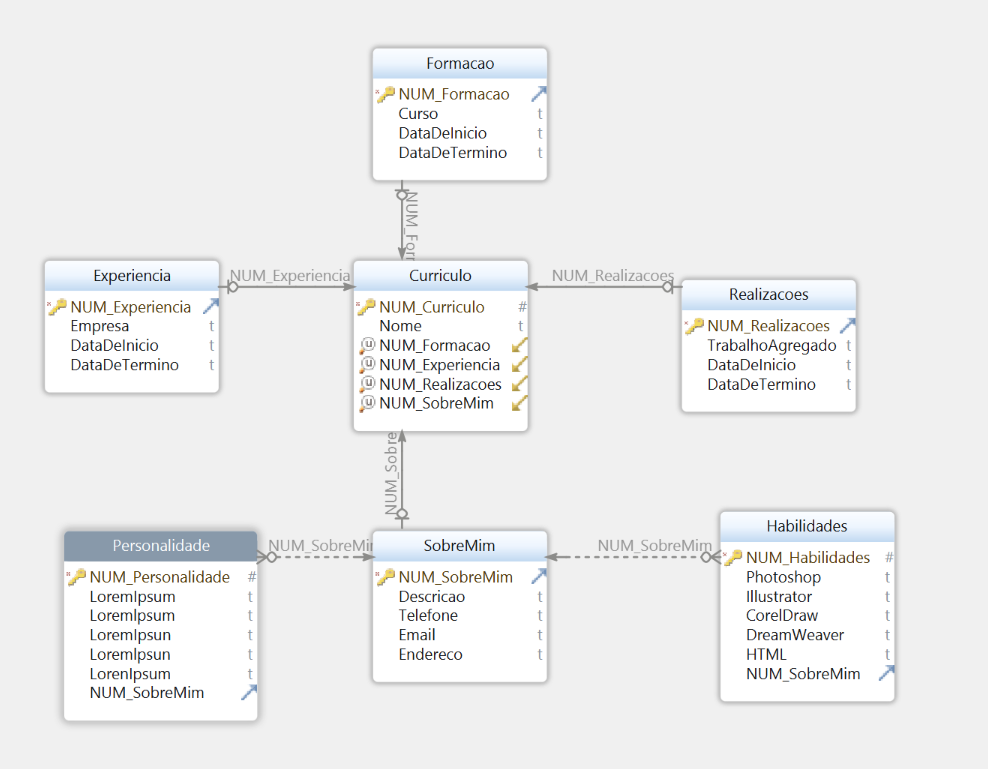 Formacao
NUM_Formacao
Curso t
DataDeInicio t
DataDeTermino t
NUM_For
Experiencia
NUM_Experiencia
Empresa t
DataDeInicio t
DataDeTermino t
NUM_Experiencia
Curriculo
NUM_Curriculo #
Nome t
u NUM_Formacao
u NUM_Experiencia
u NUM_Realizacoes
u NUM_SobreMim
NUM_Realizacoes
Realizacoes
NUM_Realizacoes
TrabalhoAgregado t
DataDeInicio t
DataDeTermino t
NUM_Sobre
Personalidade
NUM_Personalidade #
LoremIpsum t
LoremIpsum t
LoremIpsun t
LoremIpsun t
LorenIpsum t
NUM_SobreMim
NUM_SobreMi
SobreMim
NUM_SobreMim
Descricao t
Telefone t
Email t
Endereco t
NUM_SobreMim
Habilidades
NUM_Habilidades #
Photoshop t
Illustrator t
CorelDraw t
DreamWeaver t
HTML t
NUM_SobreMim